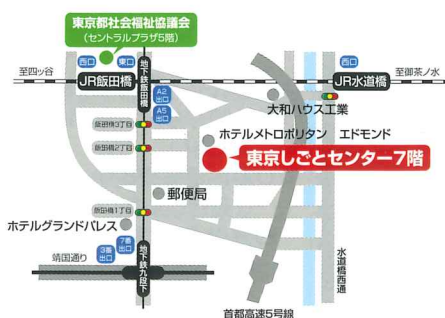 東京都社会福祉協議会
(セントラルプラザ5階)
西口
東口
西口
至四ッ谷
JR飯田橋
地下鉄飯田橋
JR水道橋
至御茶ノ水
A2
出口
A5
出口
大和ハウス工業
飯田橋3丁目
ホテルメトロポリタン エドモンド
飯田橋2丁目
東京しごとセンター7階
郵便局
飯田橋1丁目
ホテルグランドパレス
7番
出口
3番
出口
靖国通り
地下鉄九段下
水道橋西通
首都高速5号線